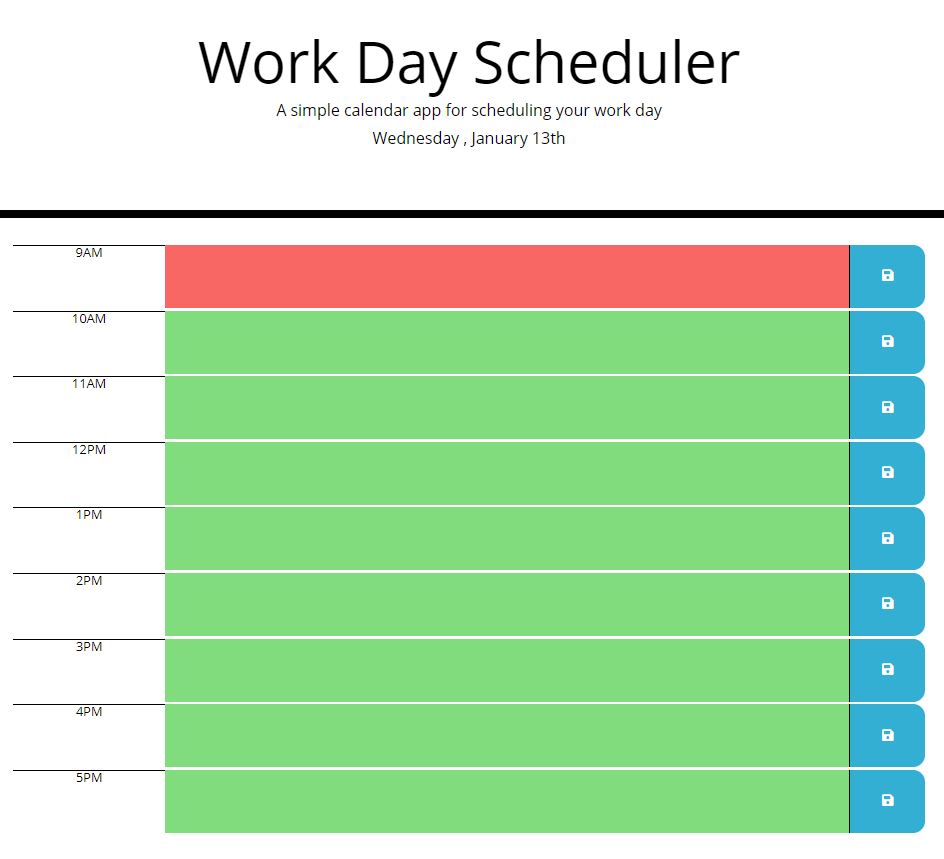 Work Day Scheduler
A simple calendar app for scheduling your work day
Wednesday , January 13th
9AM
10AM
11AM
12PM
1PM
2PM
3PM
4PM
5PM